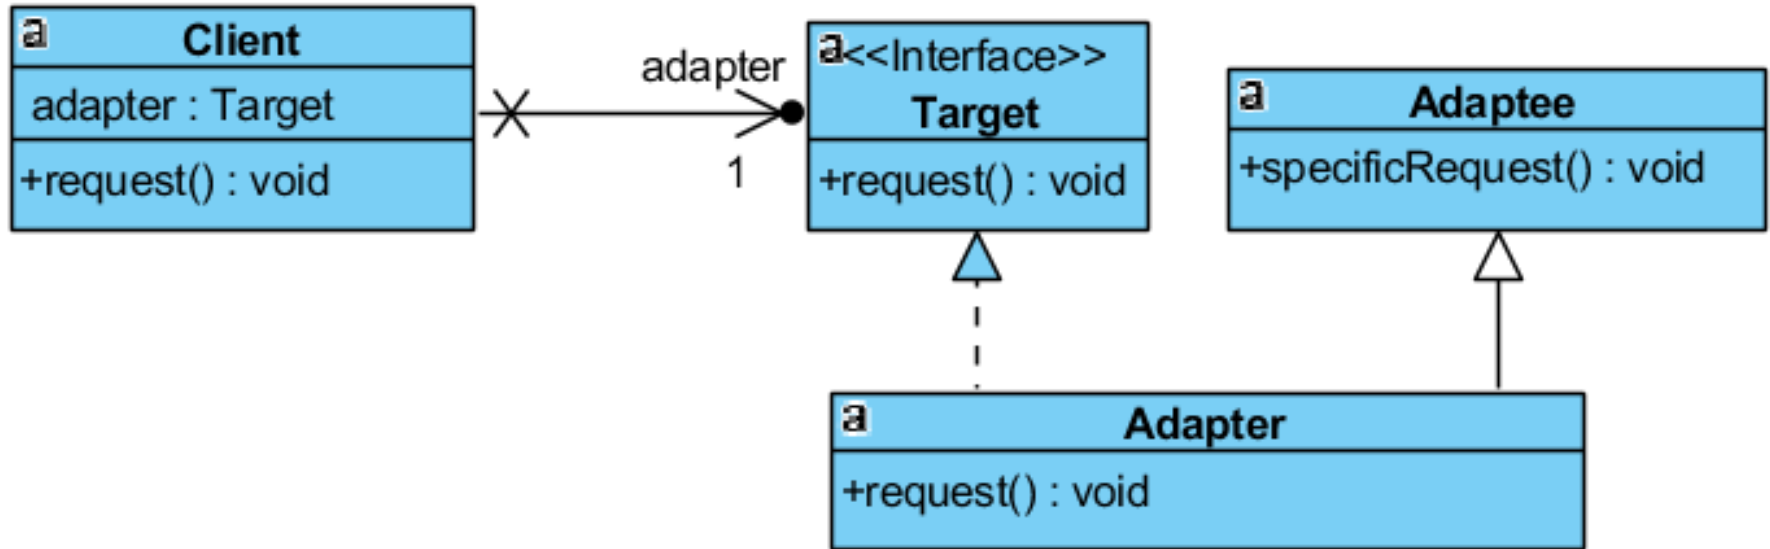 a
Client
adapter : Target
+request() : void
adapter
1
a
<<Interface>>
Target
+request() : void
a
Adaptee
+specificRequest() : void
a
Adapter
+request() : void